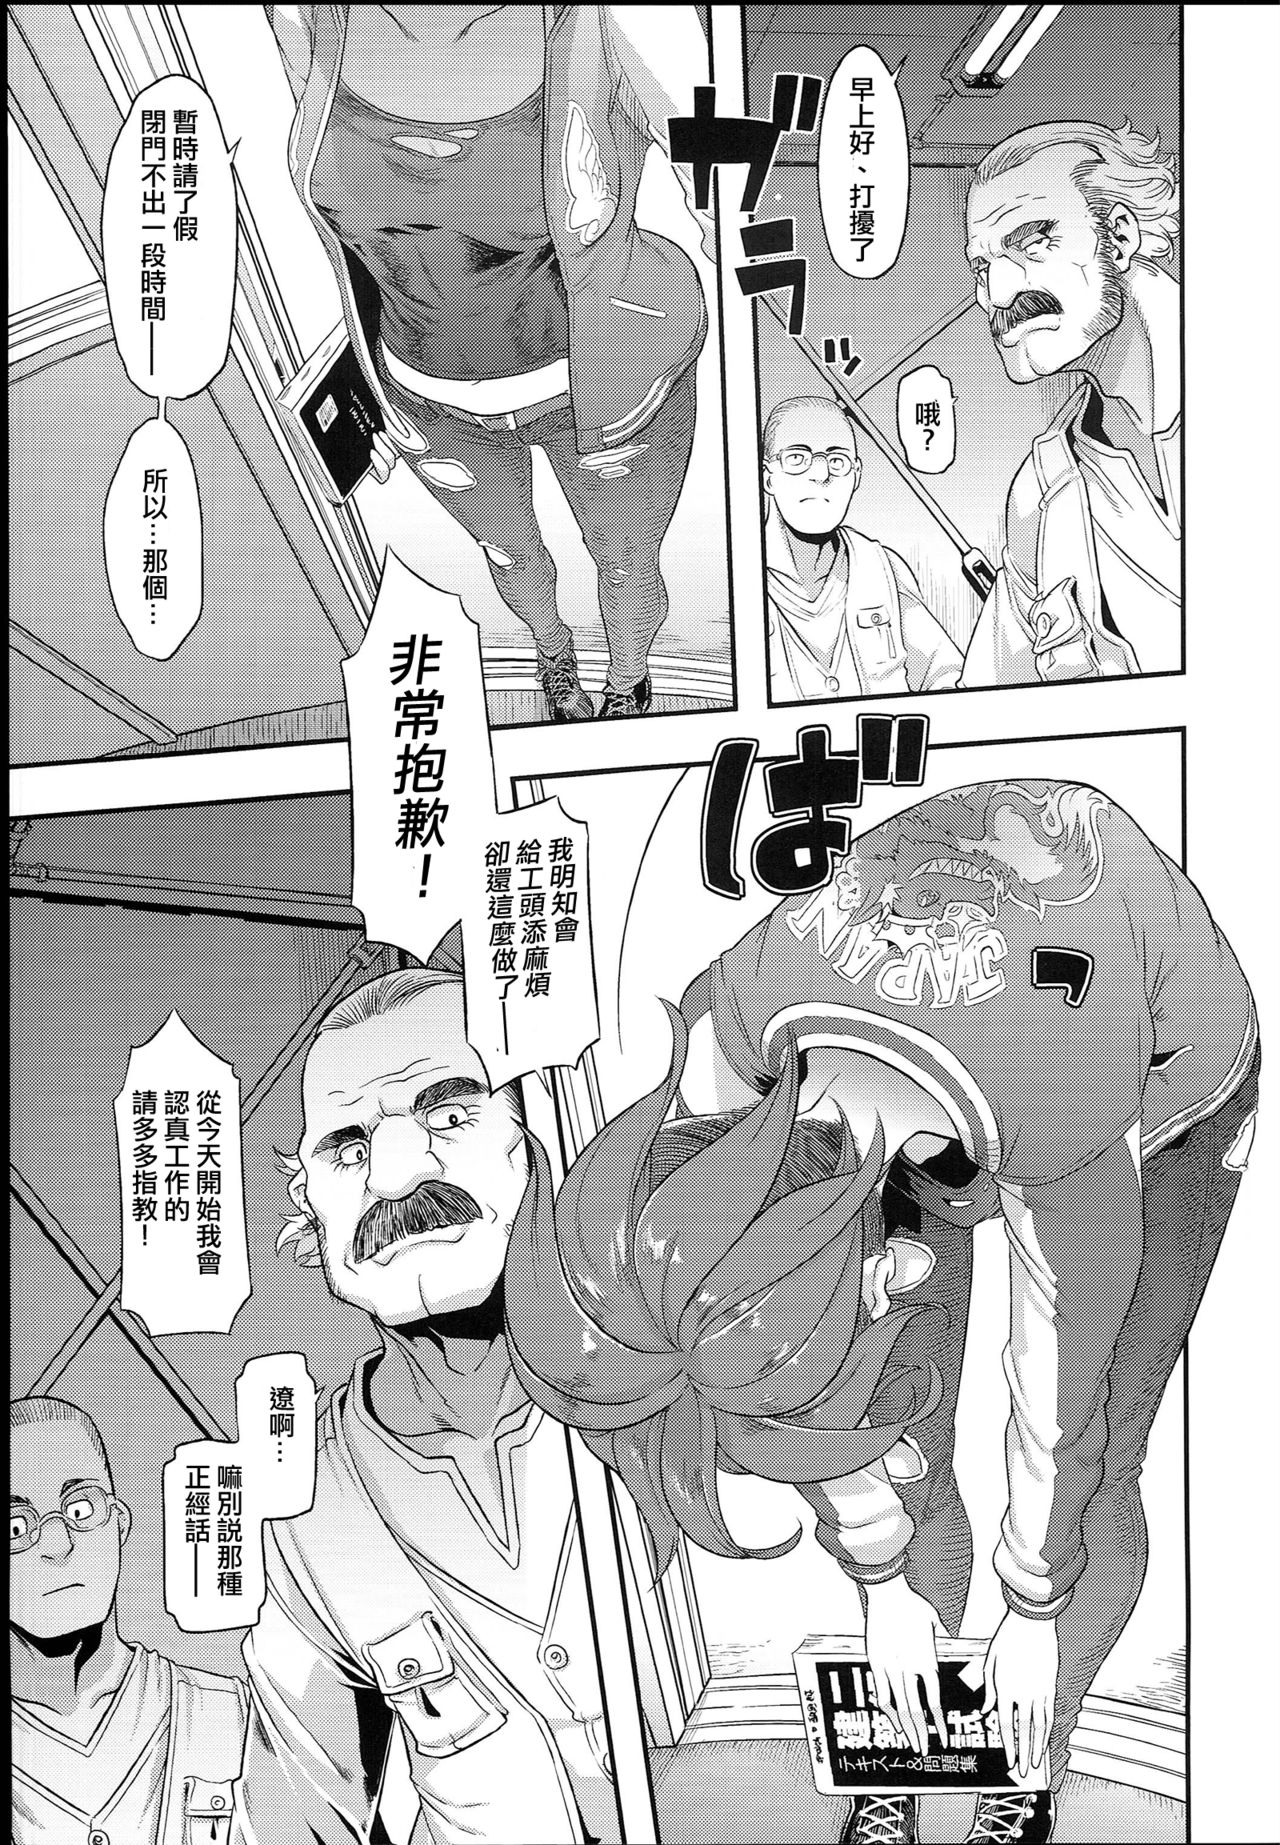 早上好、打擾了
ガラッ
哦?
暫時請了假
閉門不出一段時間——
所以…那個…
ばっ
JAPAN
我明知會
給工頭添麻煩
卻還這麼做了——
非常抱歉!
テキスト&問題集
從今天開始我會
認真工作的
請多多指教!
遼啊…
嘛別說那種
正經話——